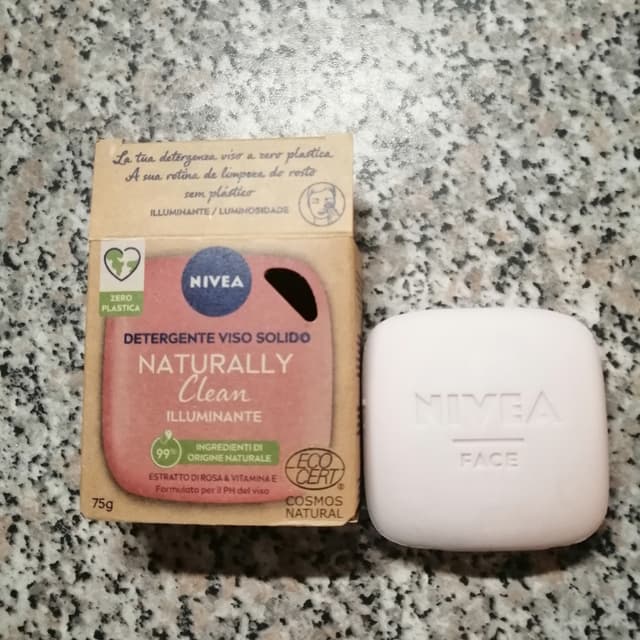 La tua detergenza viso a zero plastica
A sua rotina de limpeza de rosto
sem plástico
ILLUMINANTE / LUMINOSIDADE
NIVEA
ZERO
PLASTICA
DETERGENTE VISO SOLIDO
NATURALLY
Clean
ILLUMINANTE
99%
INGREDIENTI DI
ORIGINE NATURALE
ESTRATTO DI ROSA & VITAMINA E
Formulato per il PH del viso
75g
ECO
CERT
COSMOS
NATURAL
NIVEA
FACE